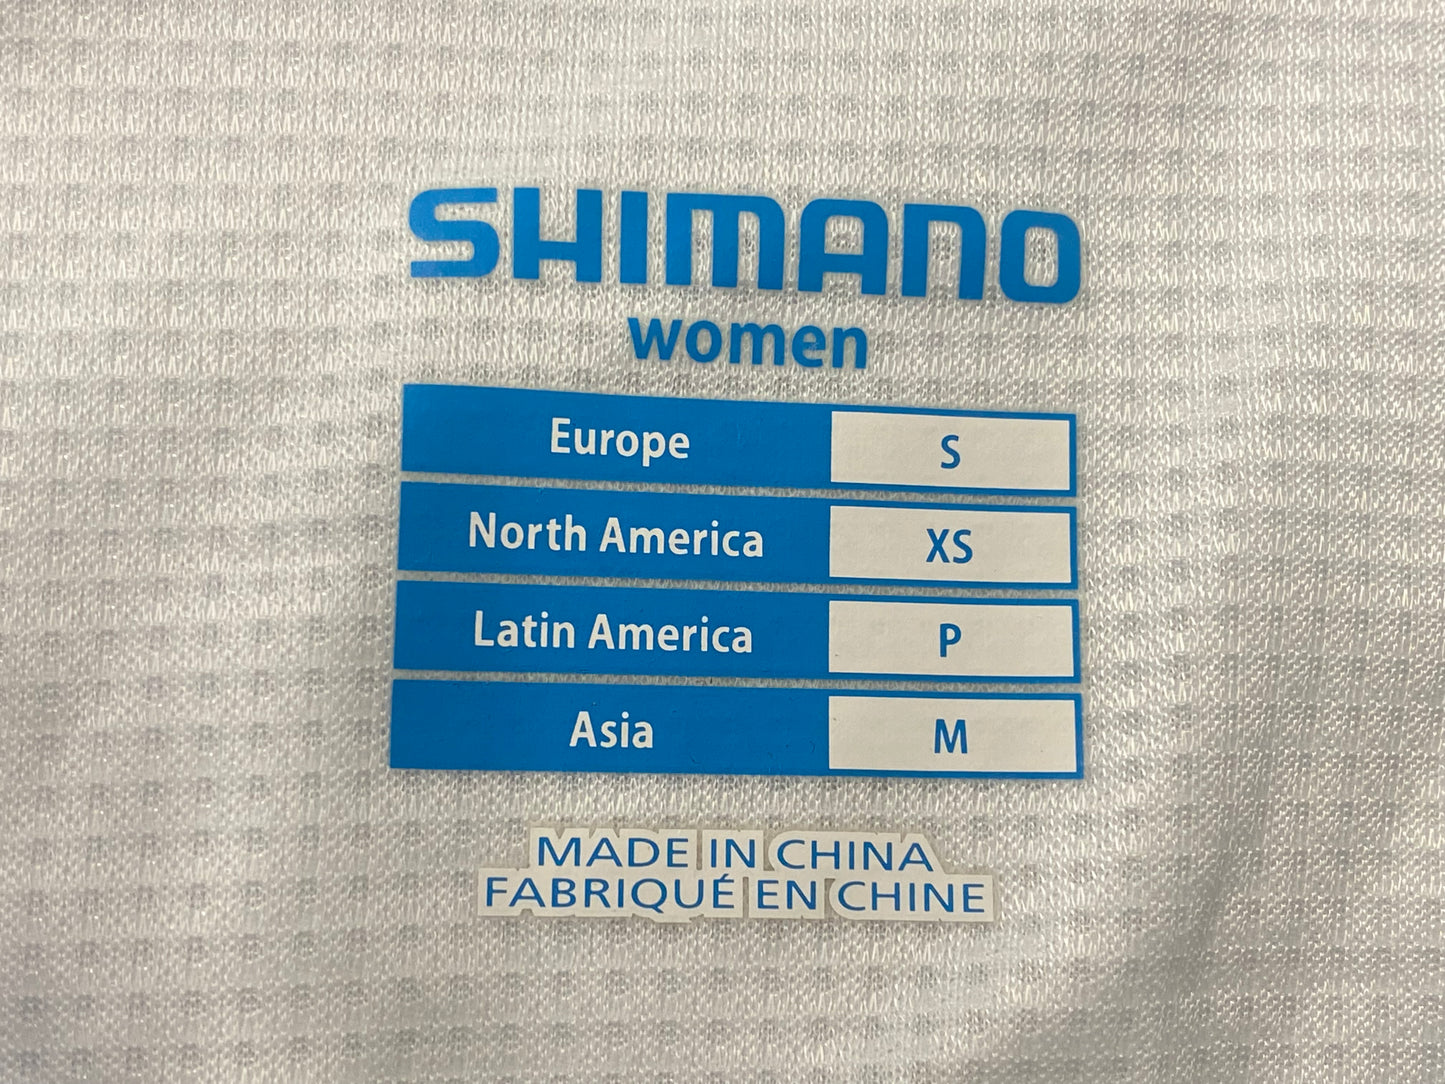 SHIMANO
women
Europe S
North America XS
Latin America P
Asia M
MADE IN CHINA
FABRIQUÉ EN CHINE